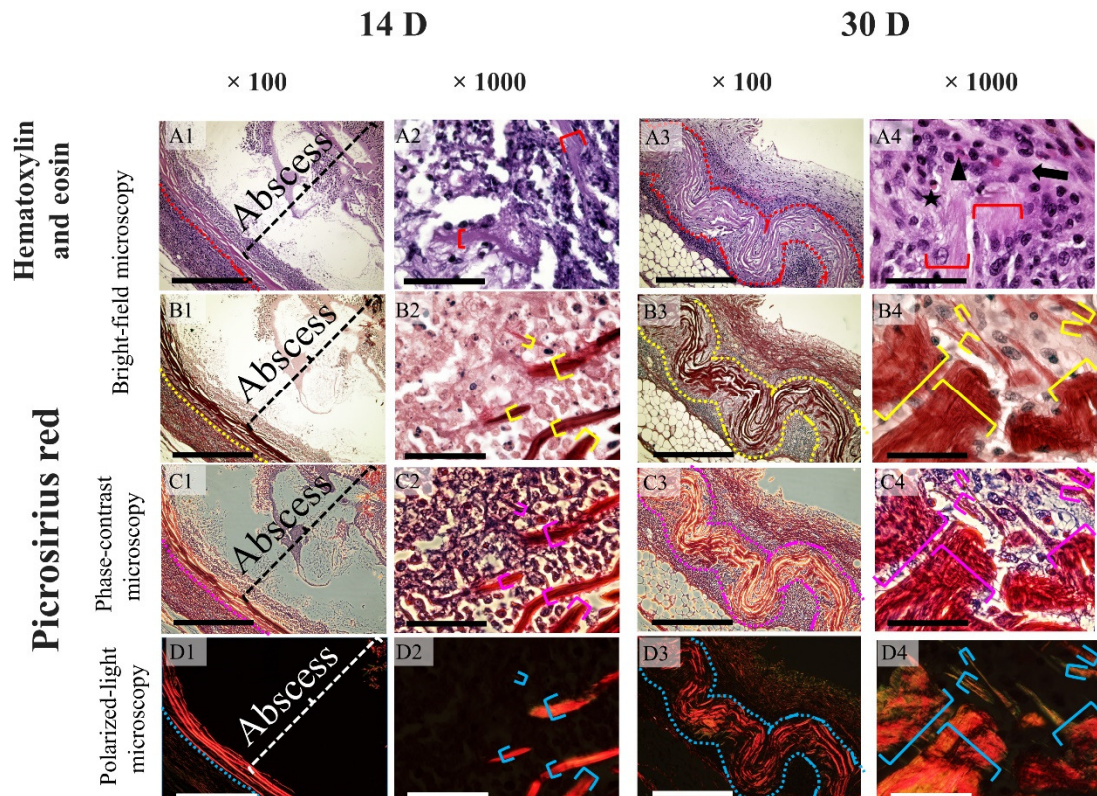 14 D
30 D
× 100
× 1000
× 100
× 1000
Hematoxylin
and eosin
Bright-field microscopy
Picrosirius red
Phase-contrast
microscopy
Polarized-light
microscopy
A1
Abscess
A2
A3
A4
B1
Abscess
B2
B3
B4
C1
Abscess
C2
C3
C4
D1
Abscess
D2
D3
D4